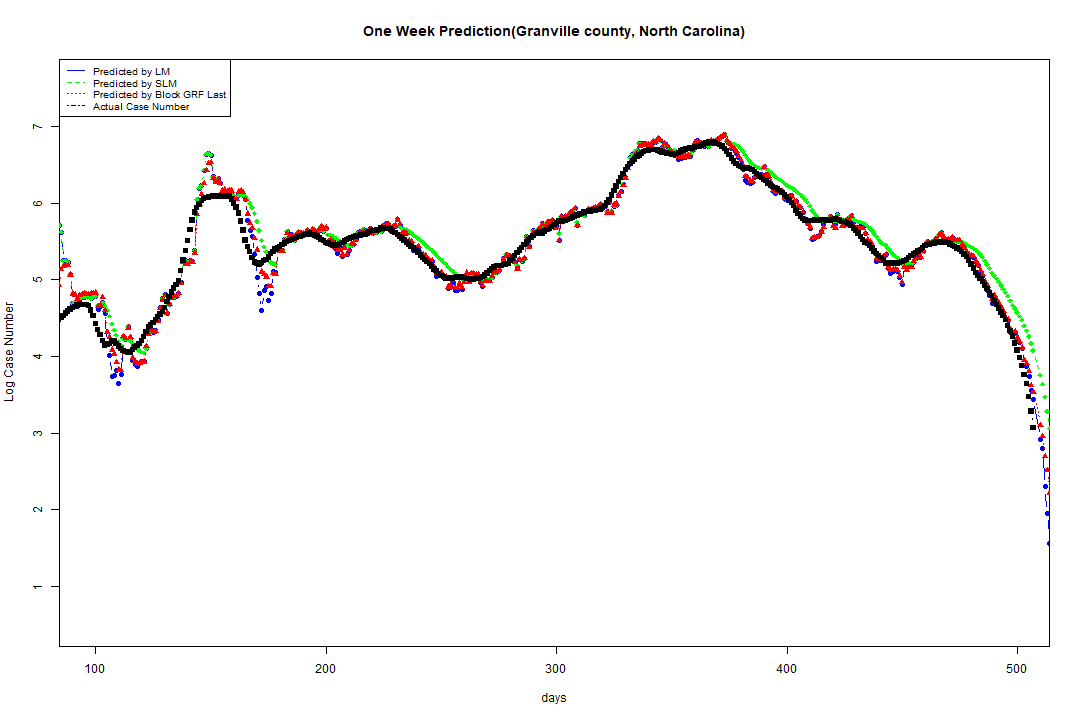 One Week Prediction(Granville county, North Carolina)
Predicted by LM
Predicted by SLM
Predicted by Block GRF Last
Actual Case Number
7
6
5
4
3
2
1
Log Case Number
100 200 300 400 500
days